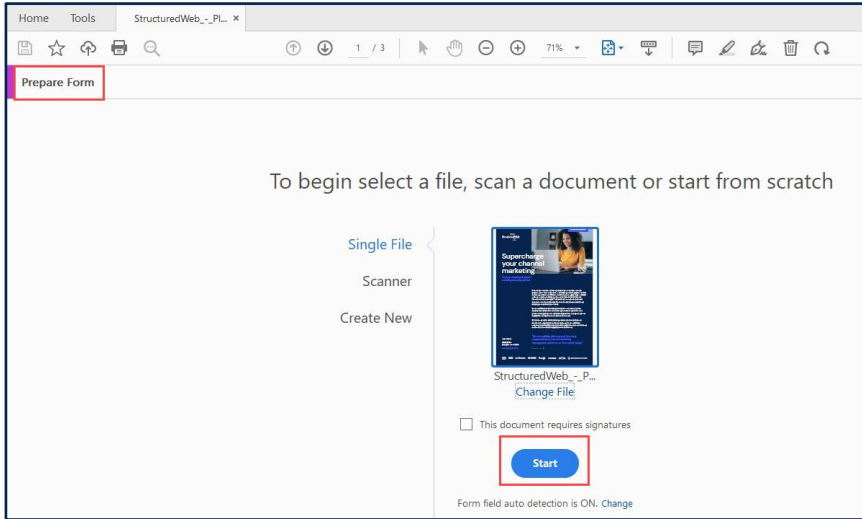 Home Tools StructuredWeb_-_Pl... ×
1 / 3 71%
Prepare Form
To begin select a file, scan a document or start from scratch
Single File
Scanner
Create New
Supercharge
your channel
marketing
StructuredWeb_-_P...
Change File
This document requires signatures
Start
Form field auto detection is ON. Change